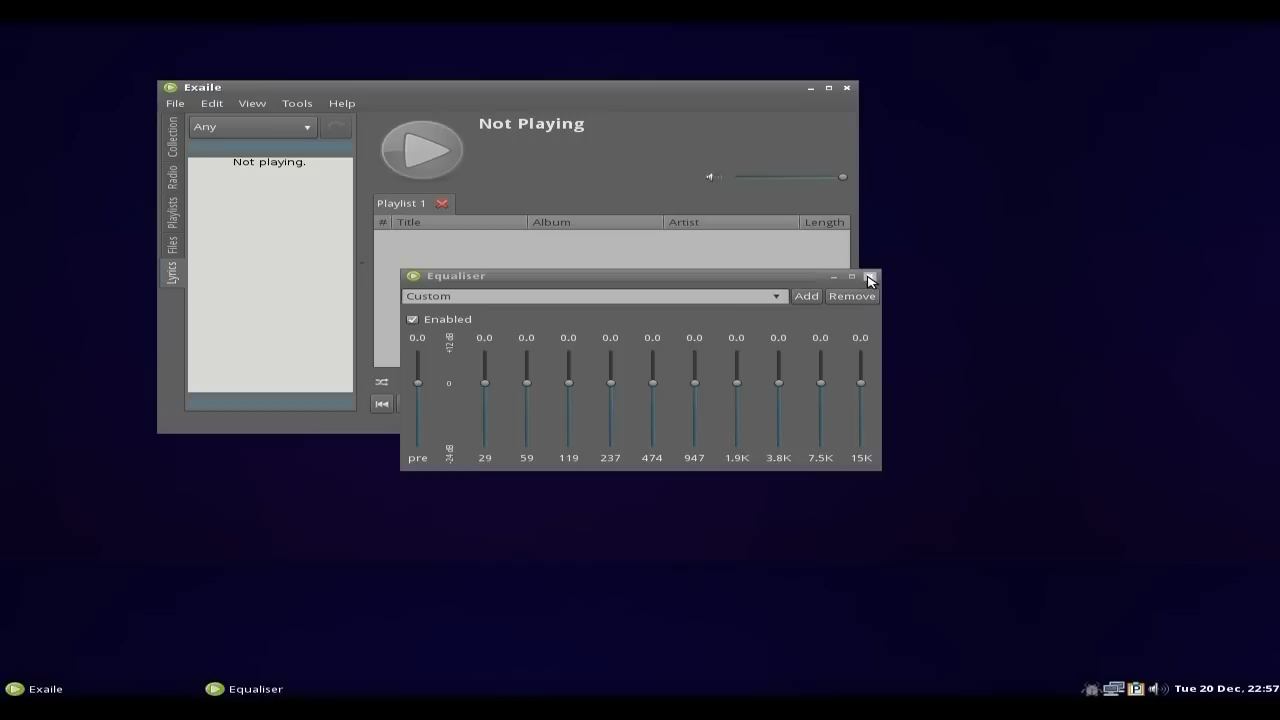 Exaile
File Edit View Tools Help
Any
Not playing.
Collection
Radio
Playlists
Files
Lyrics
Not Playing
Playlist 1
# Title Album Artist Length
Equaliser
Custom Add Remove
Enabled
0.0 +12 dB 0.0 0.0 0.0 0.0 0.0 0.0 0.0 0.0 0.0 0.0
0
-24 dB
pre 29 59 119 237 474 947 1.9K 3.8K 7.5K 15K
Exaile Equaliser Tue 20 Dec, 22:57